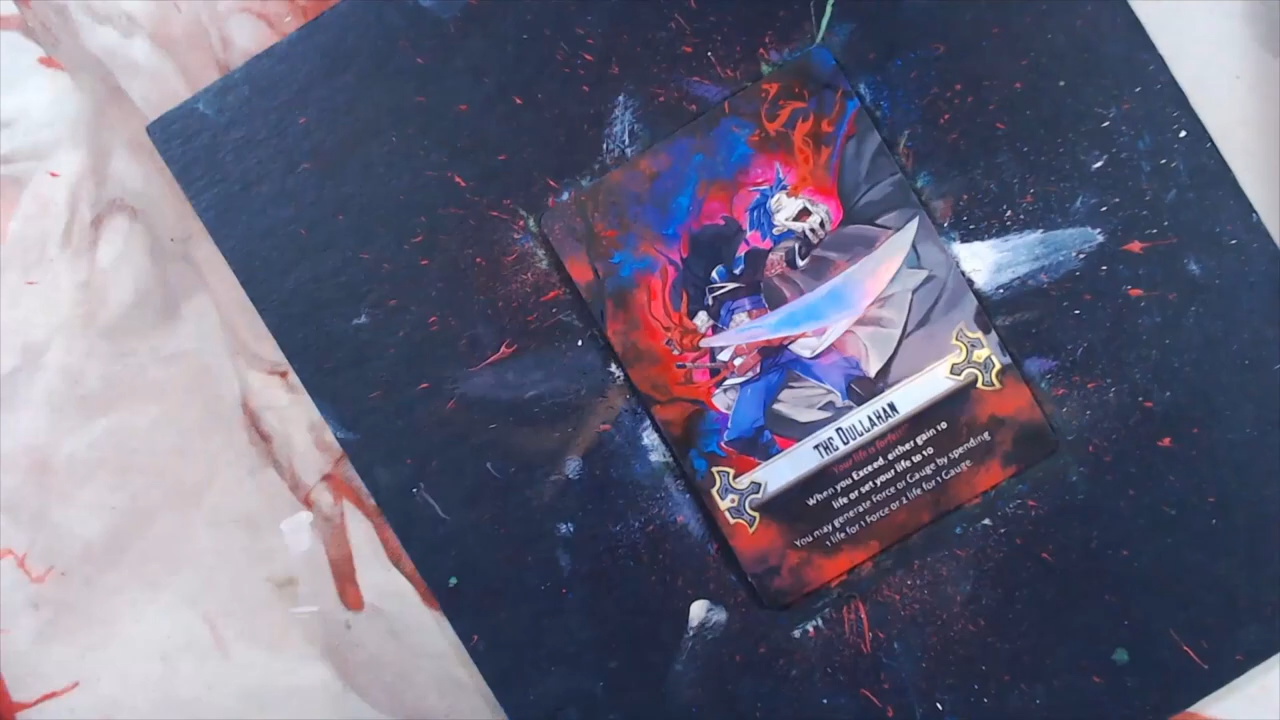 THE DULLAHAN
"Your life is forfeit!"
When you Exceed, either gain 10
life or set your life to 10
You may generate Force or Gauge by spending
1 life for 1 Force or 2 life for 1 Gauge.